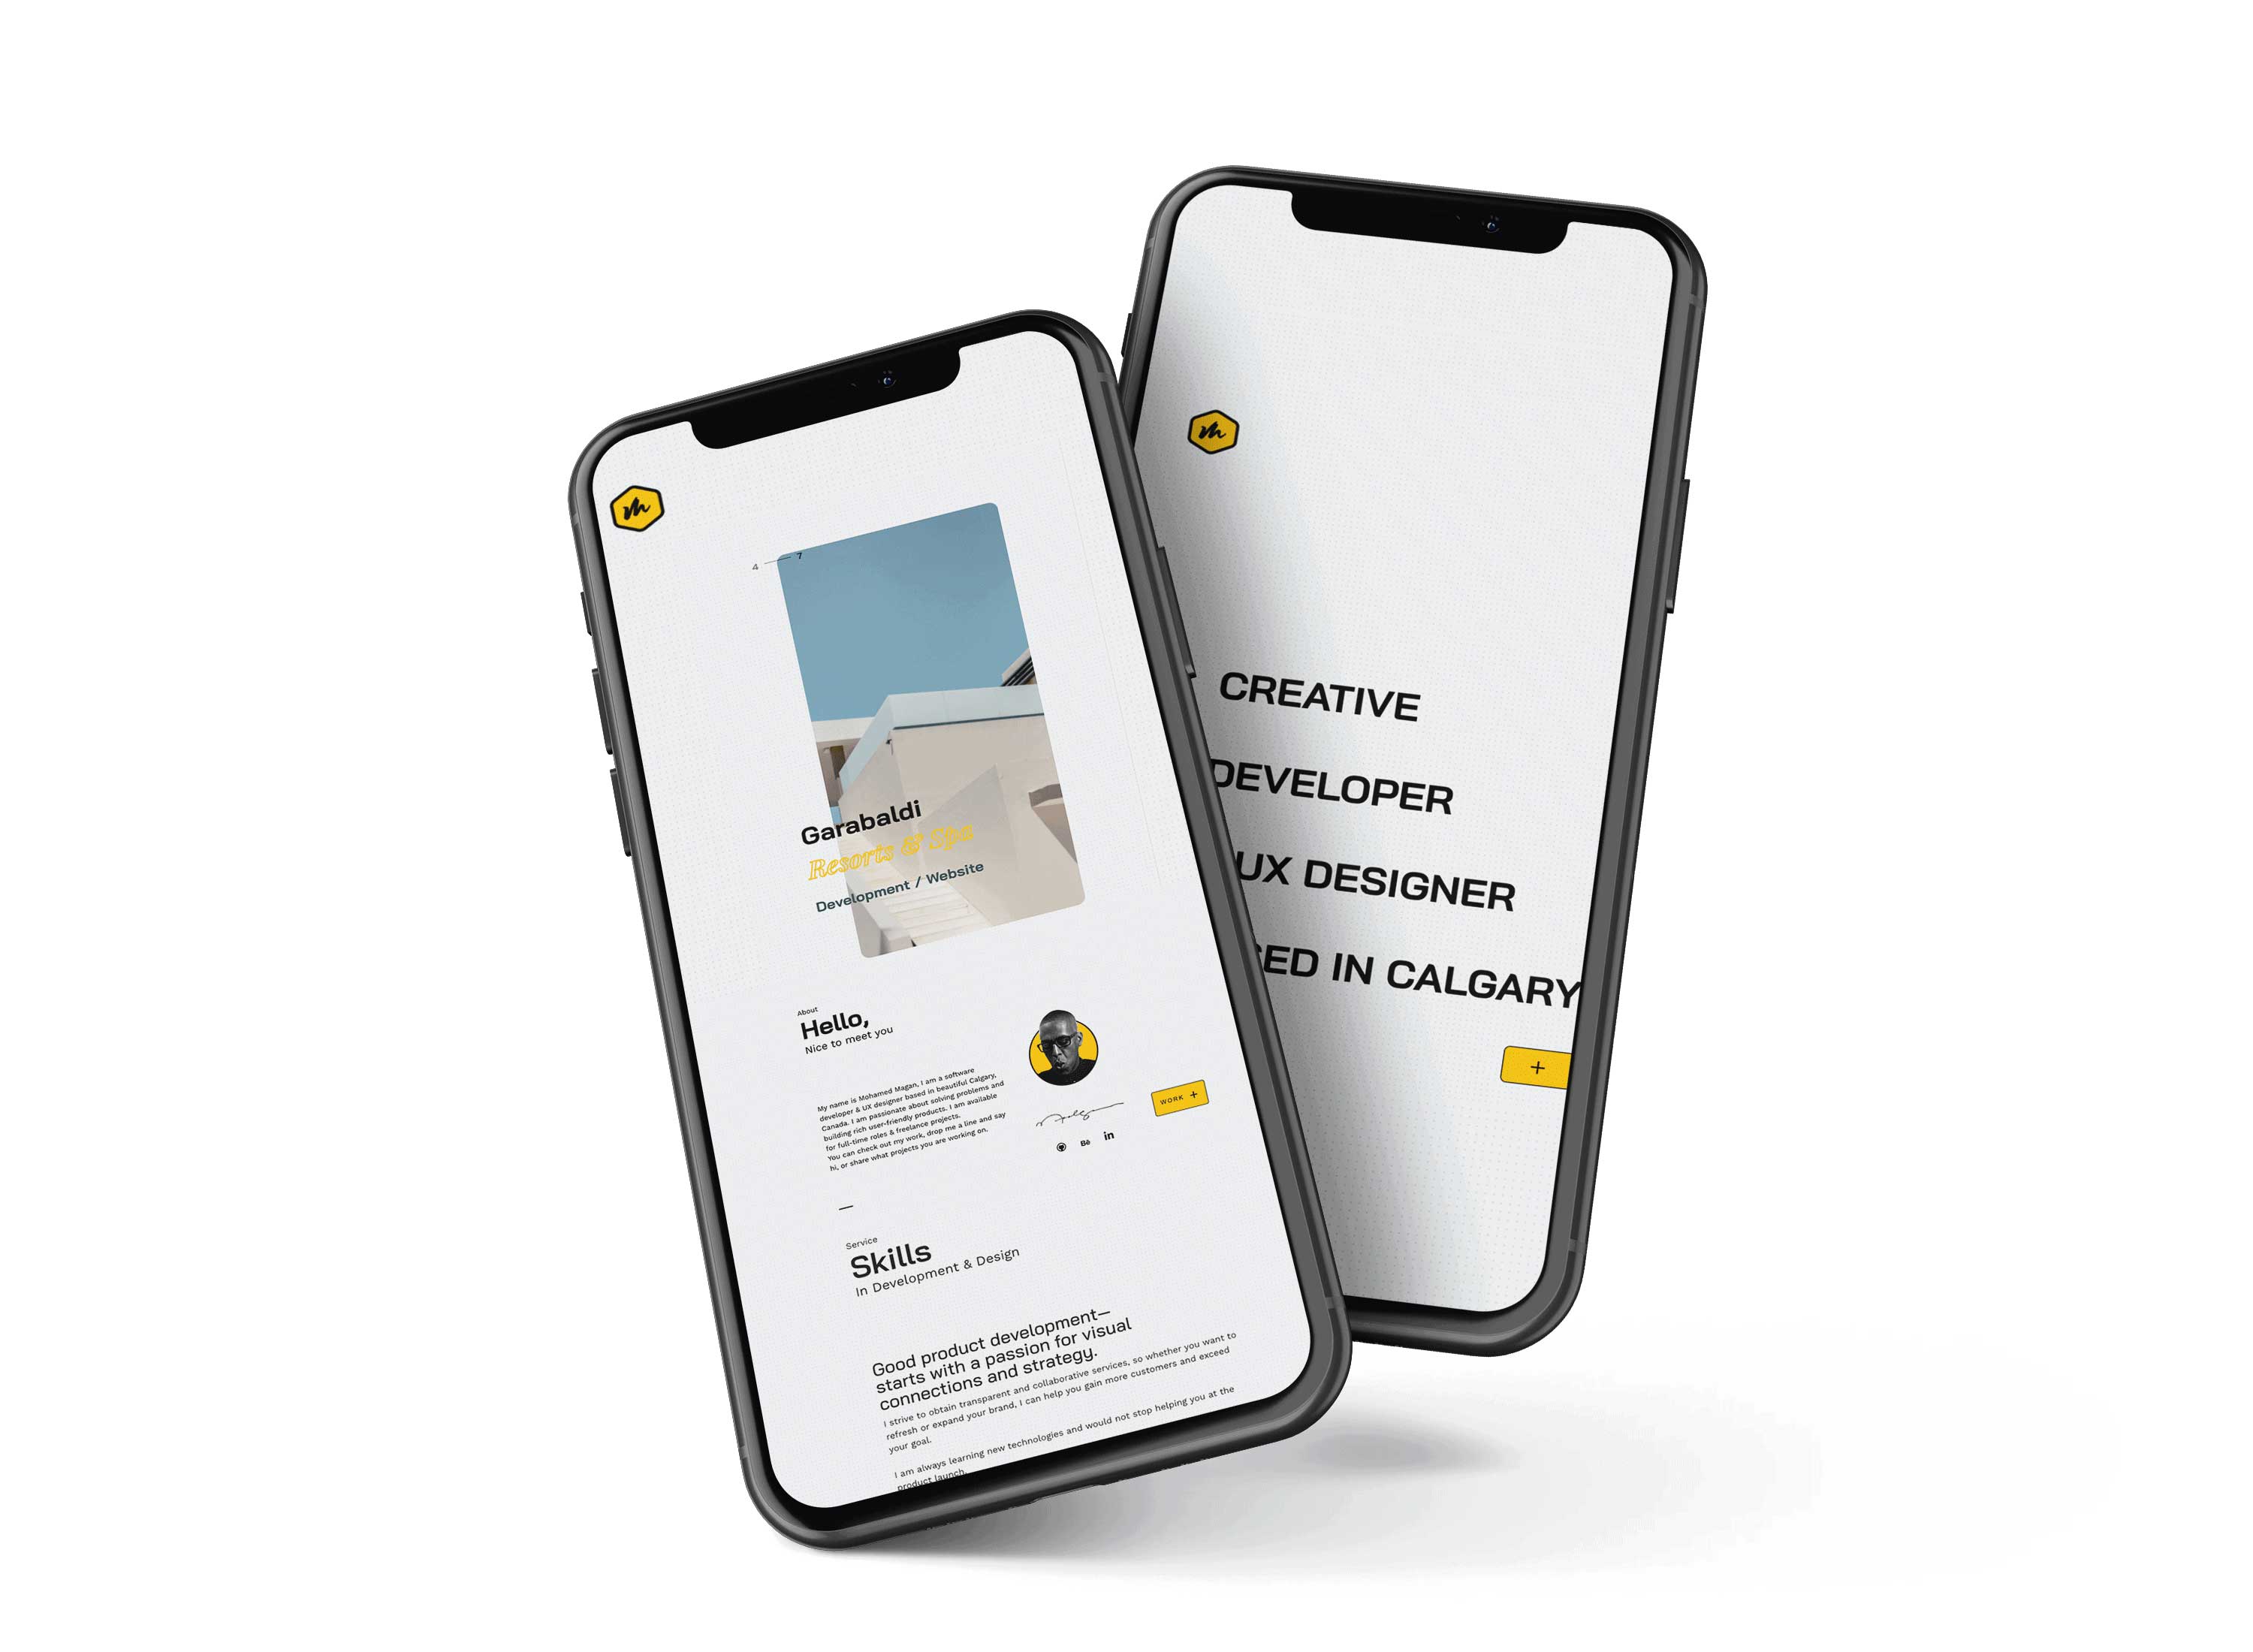 4 — 7
Garabaldi
Resorts & Spa
Development / Website
About
Hello,
Nice to meet you
My name is Mohamed Magan, I am a software
developer & UX designer based in beautiful Calgary,
Canada. I am passionate about solving problems and
building rich user-friendly products. I am available
for full-time roles & freelance projects.
You can check out my work, drop me a line and say
hi, or share what projects you are working on.
WORK +
Bē
in
—
Service
Skills
In Development & Design
Good product development—
starts with a passion for visual
connections and strategy.
I strive to obtain transparent and collaborative services, so whether you want to
refresh or expand your brand, I can help you gain more customers and exceed
your goal.
I am always learning new technologies and would not stop helping you at the
product launch.
CREATIVE
DEVELOPER
UX DESIGNER
SED IN CALGARY
+